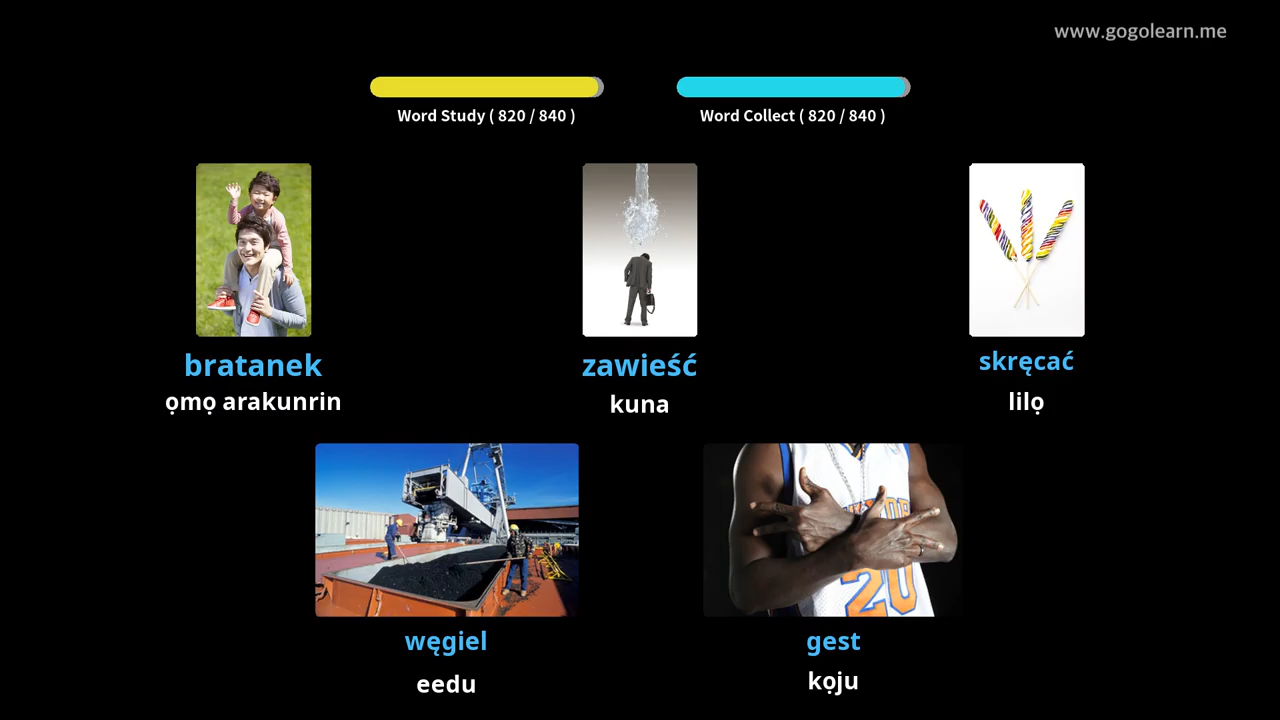 www.gogolearn.me
Word Study ( 820 / 840 )
Word Collect ( 820 / 840 )
bratanek
ọmọ arakunrin
zawieść
kuna
skręcać
lilọ
węgiel
eedu
20
gest
kọju